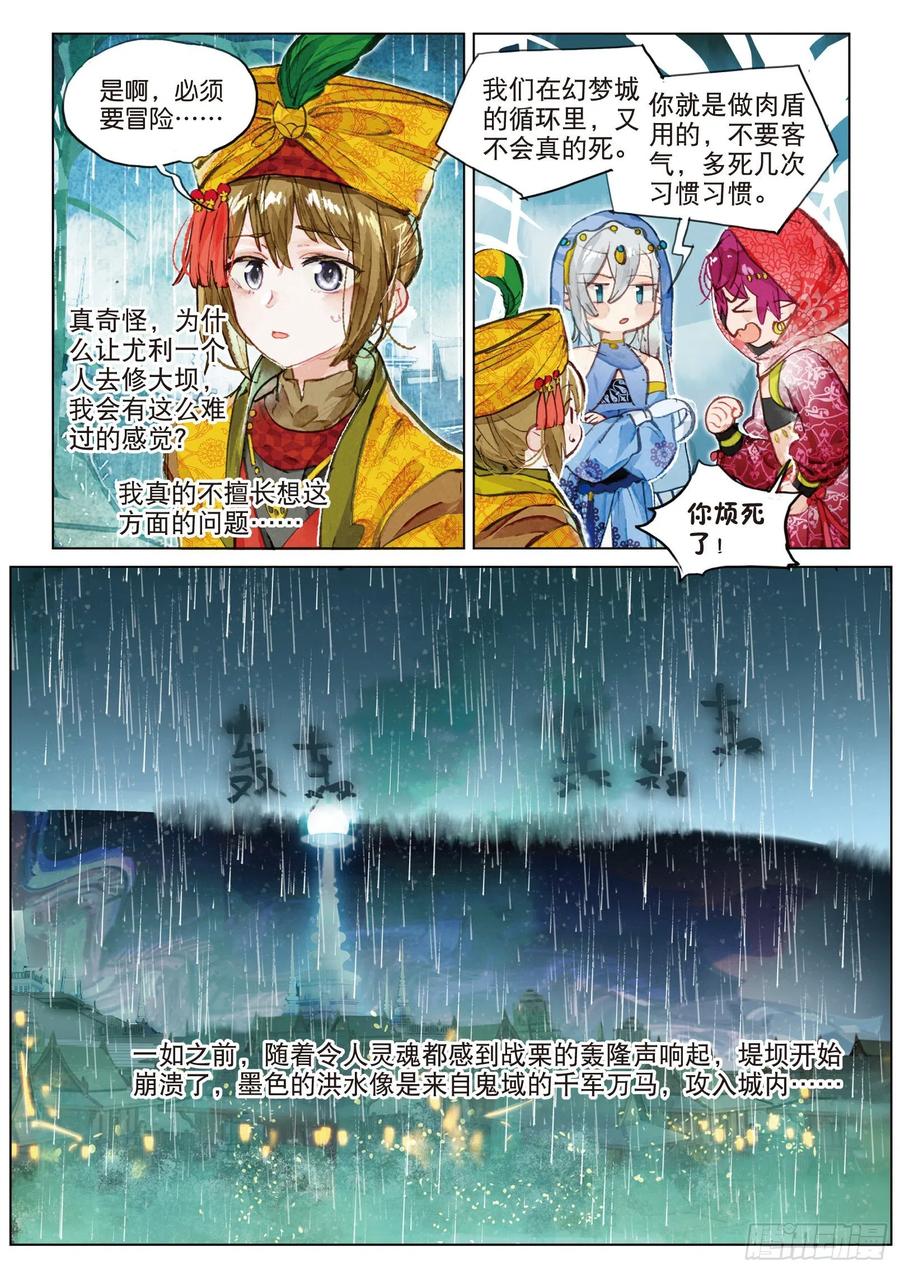 是啊，必须
要冒险……
真奇怪，为什
么让尤利一个
人去修大坝，
我会有这么难
过的感觉？
我真的不擅长想这
方面的问题……
我们在幻梦城
的循环里，又
不会真的死。
你就是做肉盾
用的，不要客
气，多死几次
习惯习惯。
你烦死
了！
轰
一如之前，随着令人灵魂都感到战栗的轰隆声响起，堤坝开始
崩溃了，墨色的洪水像是来自鬼域的千军万马，攻入城内……
腾讯动漫